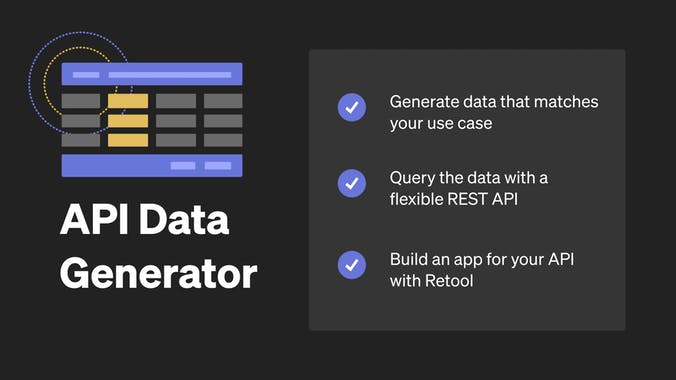 API Data
Generator
Generate data that matches
your use case
Query the data with a
flexible REST API
Build an app for your API
with Retool